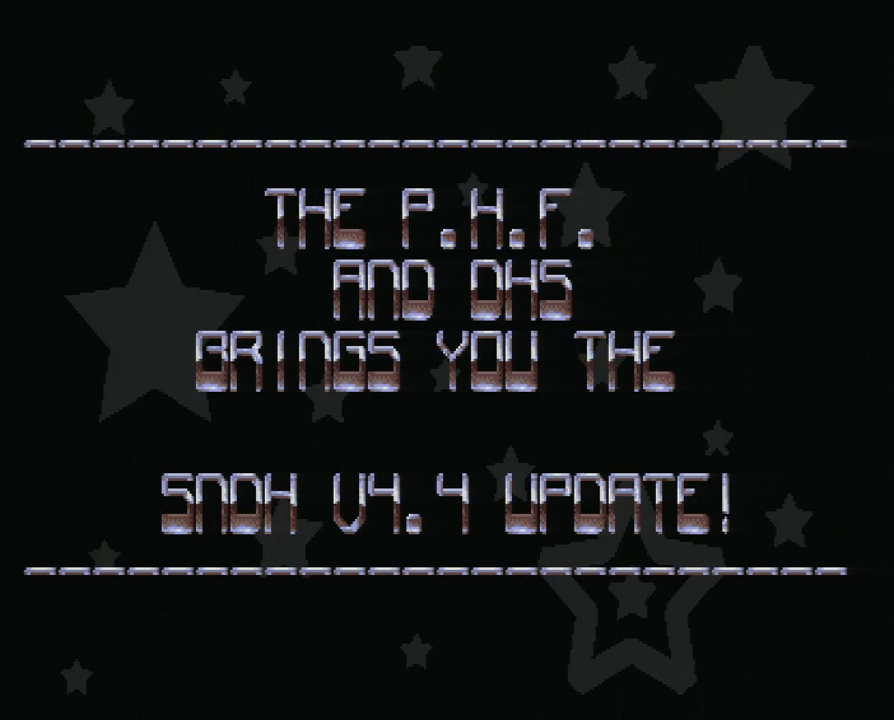 THE P.H.F.
AND DHS
BRINGS YOU THE
SNDH V4.4 UPDATE!